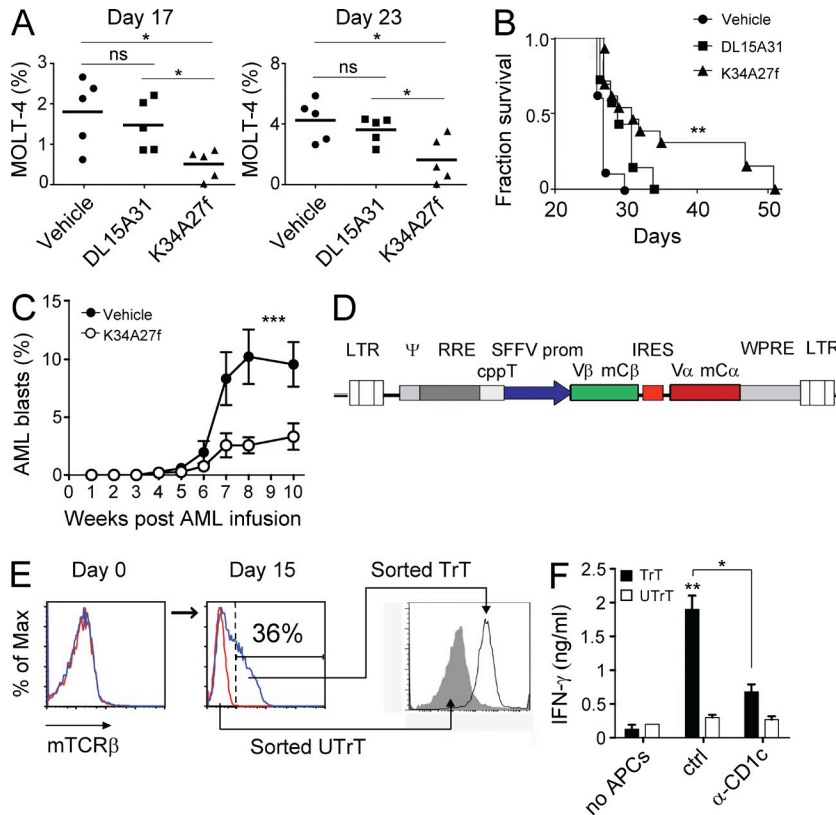 A
Day 17
Day 23
*
*
ns
*
ns
*
MOLT-4 (%)
3
2
1
0
MOLT-4 (%)
8
4
0
Vehicle
DL15A31
K34A27f
Vehicle
DL15A31
K34A27f
B
Vehicle
DL15A31
K34A27f
Fraction survival
1.0
0.5
0
**
20
30
40
50
Days
C
Vehicle
K34A27f
***
AML blasts (%)
15
10
5
0
0 1 2 3 4 5 6 7 8 9 10
Weeks post AML infusion
D
LTR
Ψ
RRE
cppT
SFFV prom
Vβ mCβ
IRES
Vα mCα
WPRE
LTR
E
Day 0
Day 15
Sorted TrT
% of Max
36%
mTCRβ
Sorted UTrT
F
TrT
UTrT
*
**
IFN-γ (ng/ml)
2.5
2
1.5
1
0.5
0
no APCs
ctrl
α-CD1c